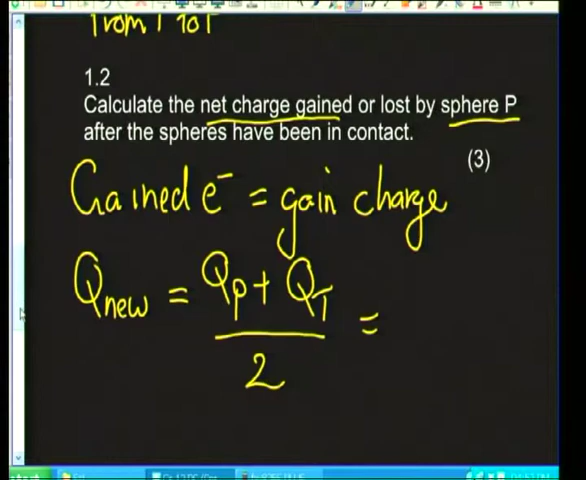 1.2
Calculate the net charge gained or lost by sphere P
after the spheres have been in contact.
(3)
Gained e⁻ = gain charge
Qnew = QP + QT =
2